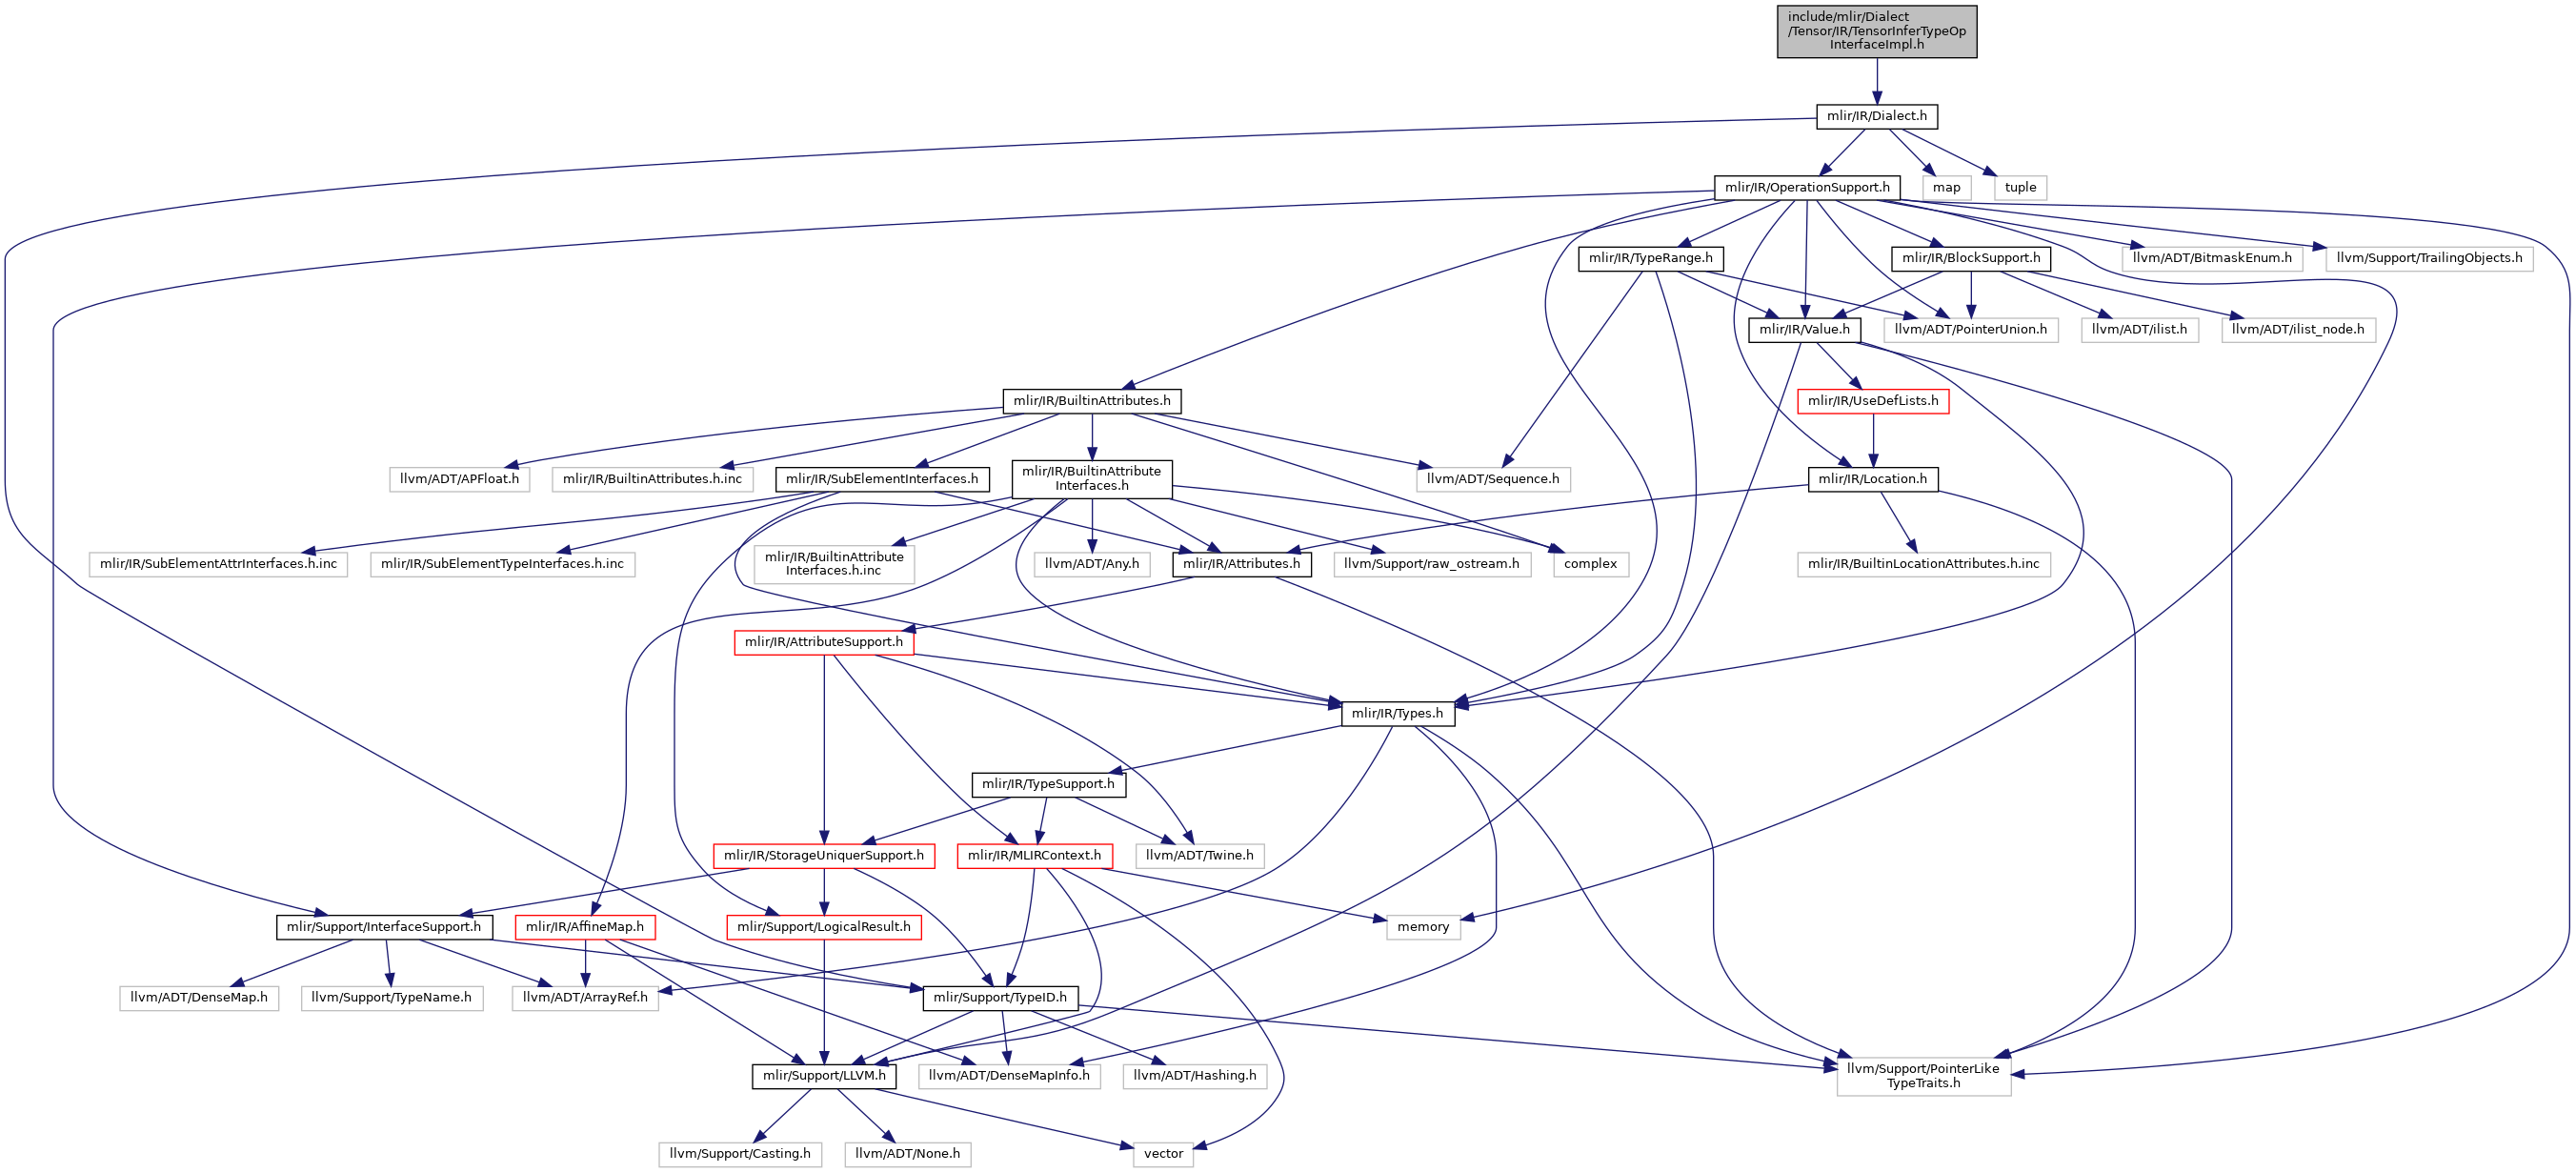 include/mlir/Dialect
/Tensor/IR/TensorInferTypeOp
InterfaceImpl.h
mlir/IR/Dialect.h
mlir/IR/OperationSupport.h
map
tuple
mlir/IR/TypeRange.h
mlir/IR/BlockSupport.h
llvm/ADT/BitmaskEnum.h
llvm/Support/TrailingObjects.h
mlir/IR/Value.h
llvm/ADT/PointerUnion.h
llvm/ADT/ilist.h
llvm/ADT/ilist_node.h
mlir/IR/BuiltinAttributes.h
mlir/IR/UseDefLists.h
llvm/ADT/APFloat.h
mlir/IR/BuiltinAttributes.h.inc
mlir/IR/SubElementInterfaces.h
mlir/IR/BuiltinAttribute
Interfaces.h
llvm/ADT/Sequence.h
mlir/IR/Location.h
mlir/IR/SubElementAttrInterfaces.h.inc
mlir/IR/SubElementTypeInterfaces.h.inc
mlir/IR/BuiltinAttribute
Interfaces.h.inc
llvm/ADT/Any.h
mlir/IR/Attributes.h
llvm/Support/raw_ostream.h
complex
mlir/IR/BuiltinLocationAttributes.h.inc
mlir/IR/AttributeSupport.h
mlir/IR/Types.h
mlir/IR/TypeSupport.h
mlir/IR/StorageUniquerSupport.h
mlir/IR/MLIRContext.h
llvm/ADT/Twine.h
mlir/Support/InterfaceSupport.h
mlir/IR/AffineMap.h
mlir/Support/LogicalResult.h
memory
llvm/ADT/DenseMap.h
llvm/Support/TypeName.h
llvm/ADT/ArrayRef.h
mlir/Support/TypeID.h
mlir/Support/LLVM.h
llvm/ADT/DenseMapInfo.h
llvm/ADT/Hashing.h
llvm/Support/PointerLike
TypeTraits.h
llvm/Support/Casting.h
llvm/ADT/None.h
vector